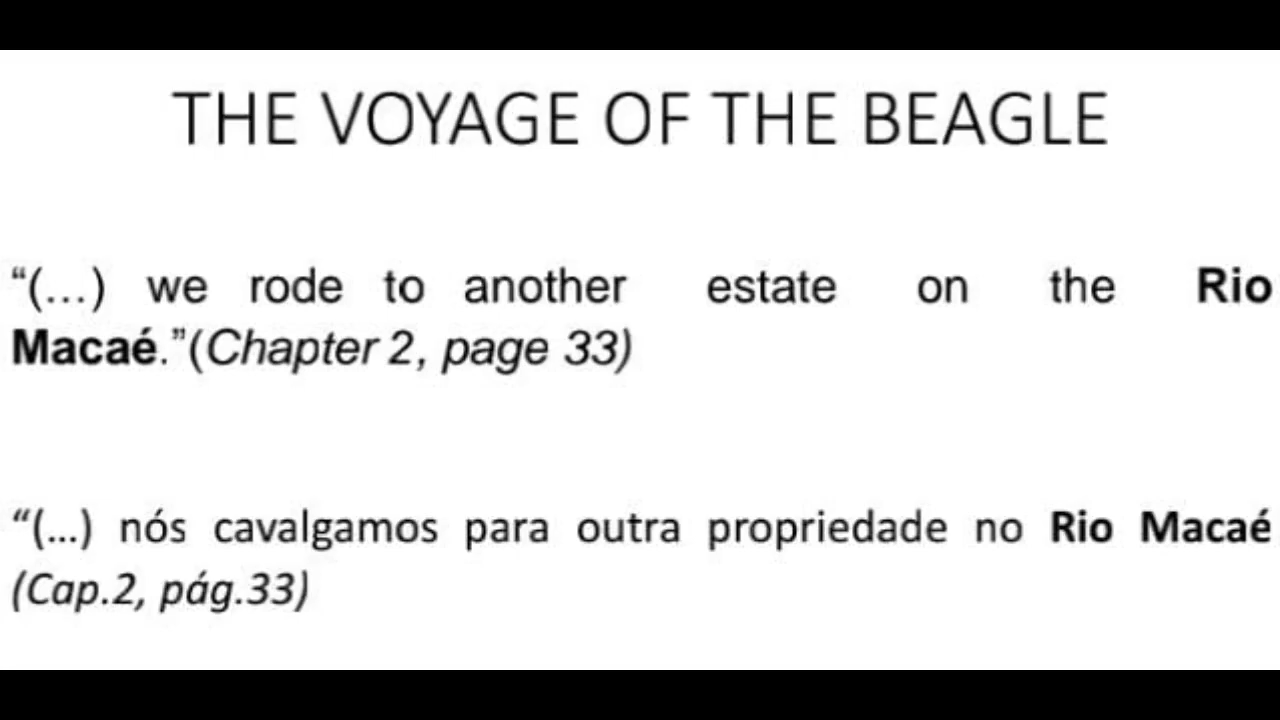 THE VOYAGE OF THE BEAGLE
“(...) we rode to another estate on the Rio
Macaé.”(Chapter 2, page 33)
“(...) nós cavalgamos para outra propriedade no Rio Macaé
(Cap.2, pág.33)